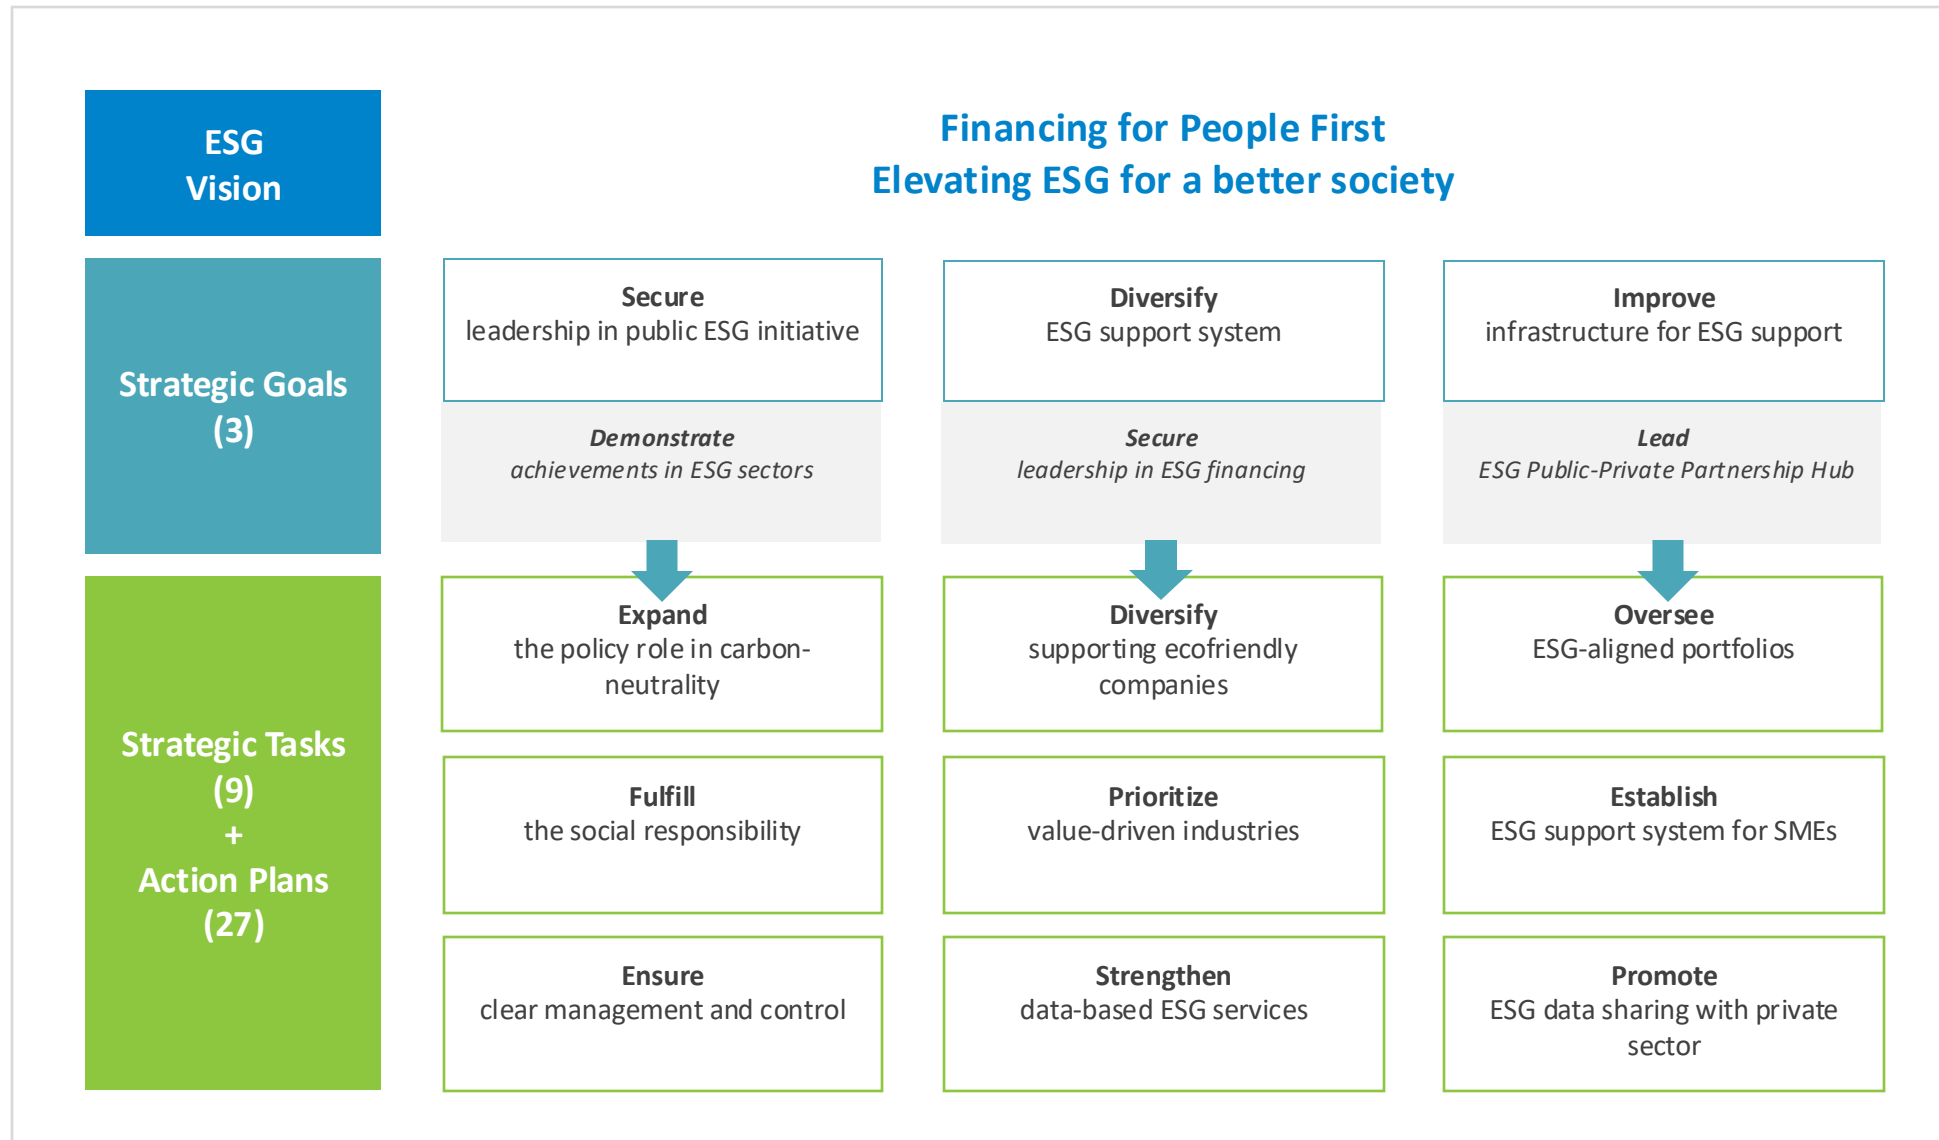 ESG
Vision
Financing for People First
Elevating ESG for a better society
Strategic Goals
(3)
Secure
leadership in public ESG initiative
Diversify
ESG support system
Improve
infrastructure for ESG support
Demonstrate
achievements in ESG sectors
Secure
leadership in ESG financing
Lead
ESG Public-Private Partnership Hub
Strategic Tasks
(9)
+
Action Plans
(27)
Expand
the policy role in carbon-
neutrality
Diversify
supporting ecofriendly
companies
Oversee
ESG-aligned portfolios
Fulfill
the social responsibility
Prioritize
value-driven industries
Establish
ESG support system for SMEs
Ensure
clear management and control
Strengthen
data-based ESG services
Promote
ESG data sharing with private
sector